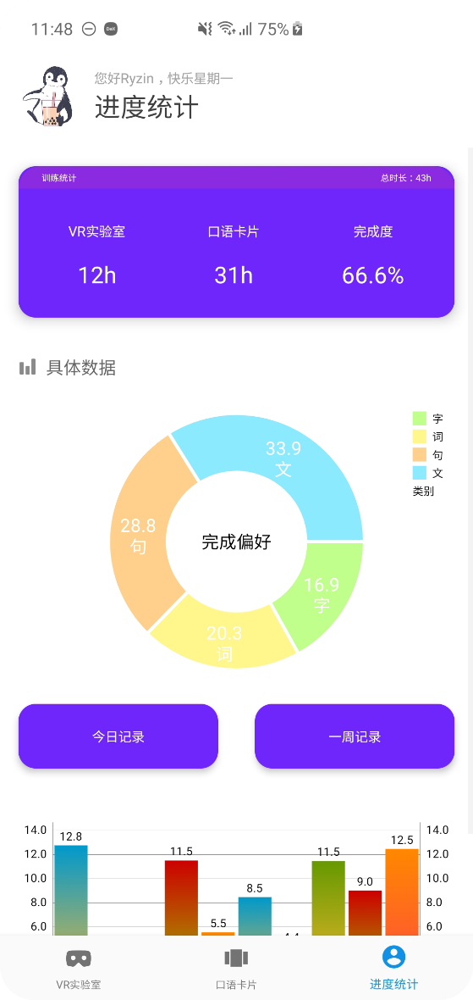 11:48
75%
您好Ryzin，快乐星期一
进度统计
训练统计 总时长：43h
VR实验室 口语卡片 完成度
12h 31h 66.6%
具体数据
字
词
句
文
类别
33.9
文
28.8
句
完成偏好
16.9
字
20.3
词
今日记录 一周记录
14.0 12.8 12.5 14.0
12.0 11.5 11.5 12.0
10.0 9.0 10.0
8.0 8.5 8.0
6.0 5.5 6.0
VR实验室 口语卡片 进度统计